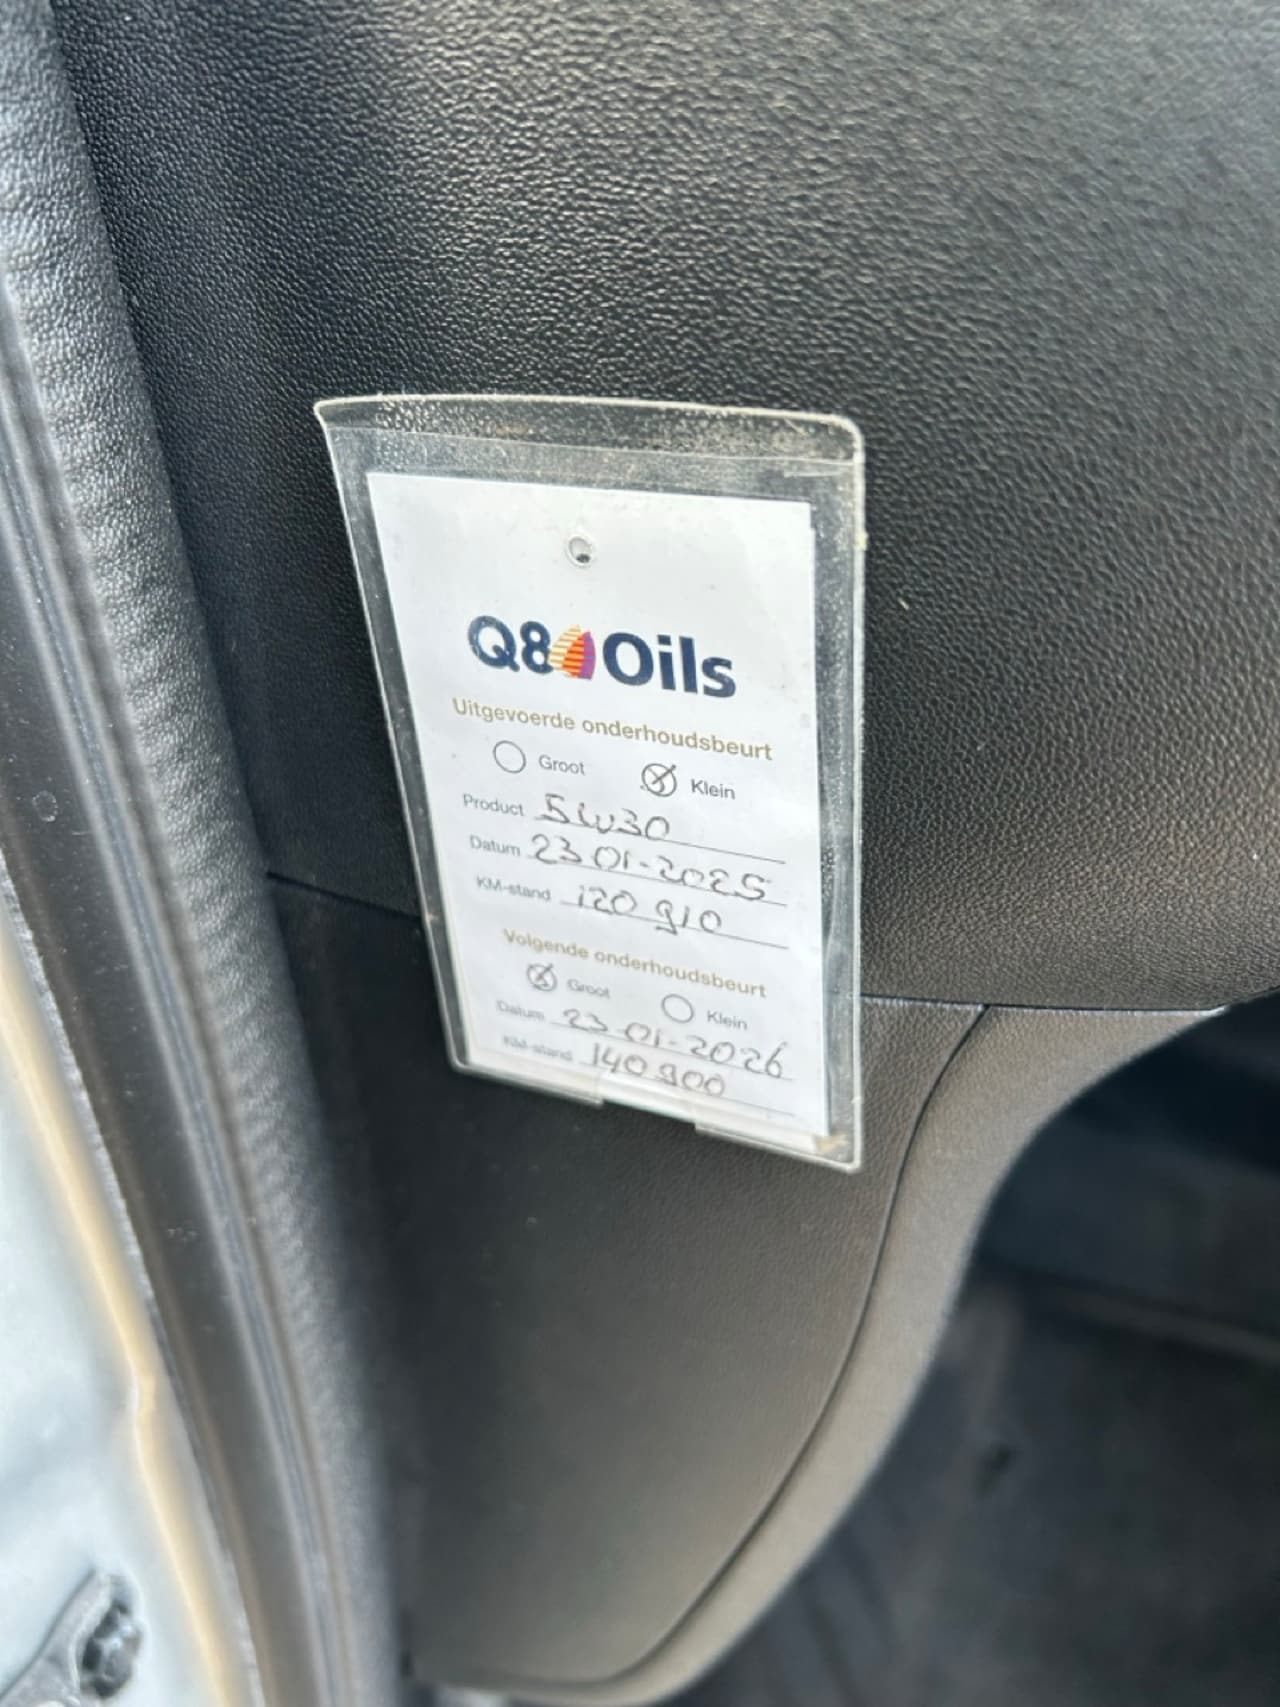 Q8 Oils
Uitgevoerde onderhoudsbeurt
Groot Klein
Product 5W30
Datum 23 01-2025
KM-stand 120 910
Volgende onderhoudsbeurt
Groot Klein
Datum 23-01-2026
KM-stand 140 900